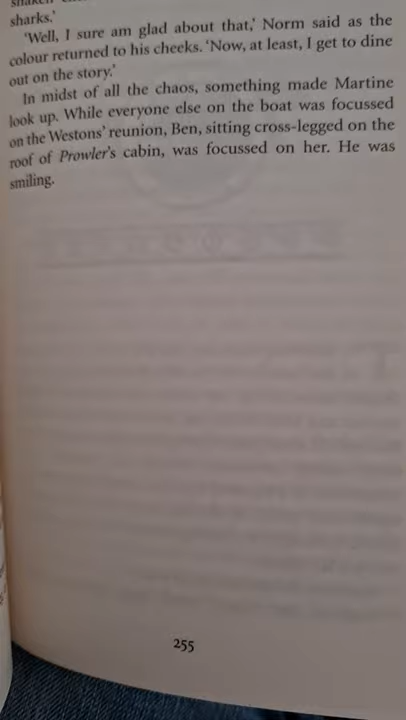 sharks.'
'Well, I sure am glad about that,' Norm said as the
colour returned to his cheeks. 'Now, at least, I get to dine
out on the story.'
In midst of all the chaos, something made Martine
look up. While everyone else on the boat was focussed
on the Westons' reunion, Ben, sitting cross-legged on the
roof of Prowler's cabin, was focussed on her. He was
smiling.
255